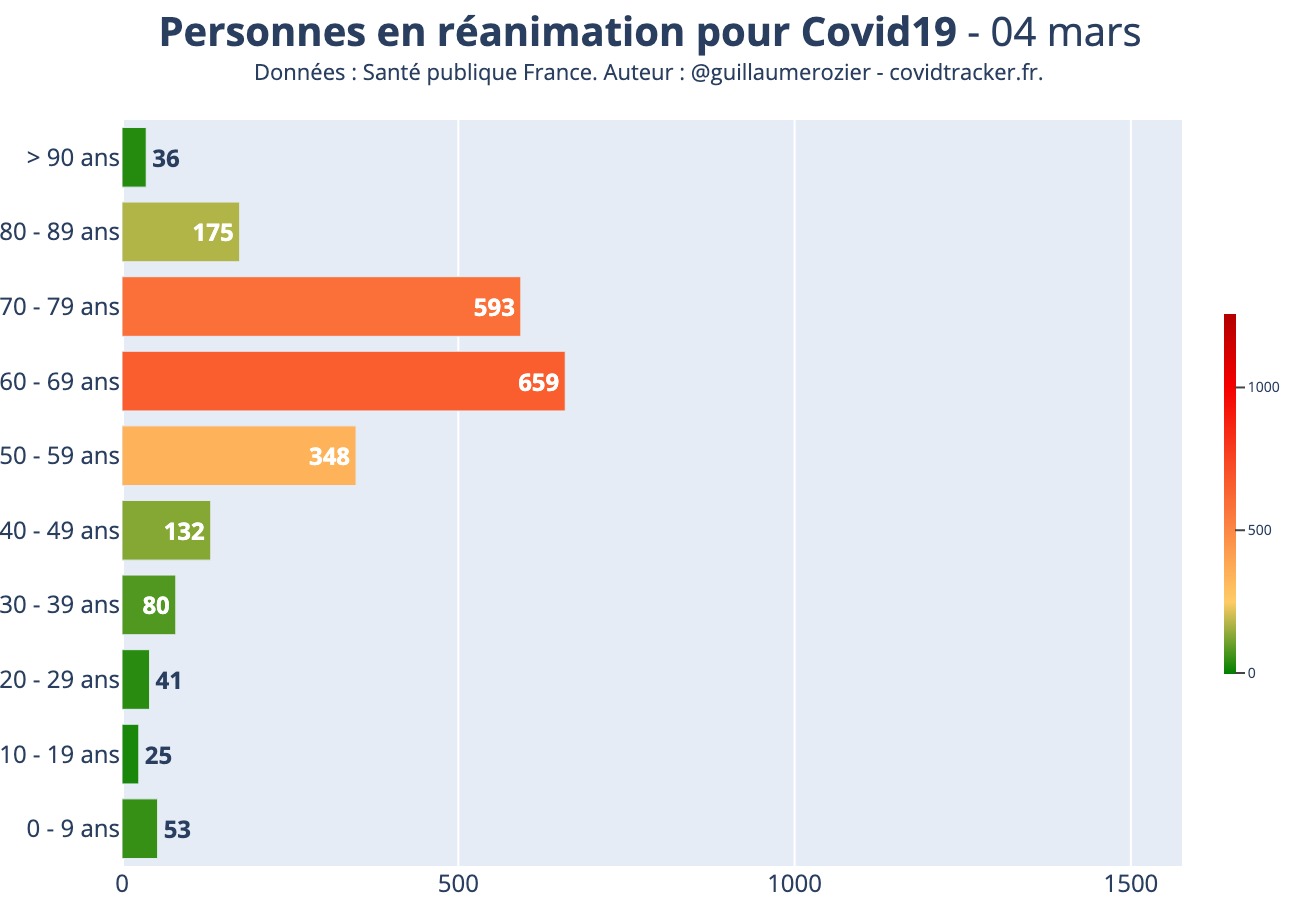 Personnes en réanimation pour Covid19 - 04 mars
Données : Santé publique France. Auteur : @guillaumerozier - covidtracker.fr.
> 90 ans 36
80 - 89 ans 175
70 - 79 ans 593
60 - 69 ans 659
50 - 59 ans 348
40 - 49 ans 132
30 - 39 ans 80
20 - 29 ans 41
10 - 19 ans 25
0 - 9 ans 53
0 500 1000 1500
1000
500
0